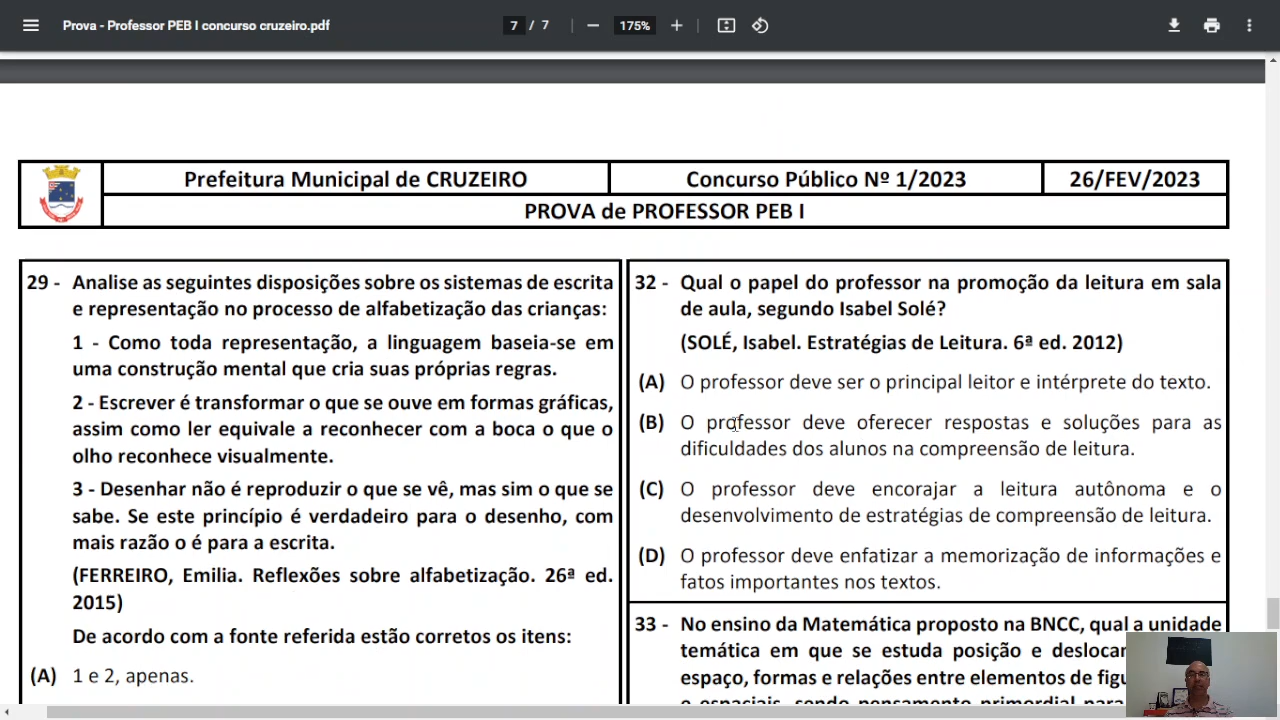 Prova - Professor PEB I concurso cruzeiro.pdf
7 / 7
175%
Prefeitura Municipal de CRUZEIRO
Concurso Público Nº 1/2023
26/FEV/2023
PROVA de PROFESSOR PEB I
29 - Analise as seguintes disposições sobre os sistemas de escrita
e representação no processo de alfabetização das crianças:
1 - Como toda representação, a linguagem baseia-se em
uma construção mental que cria suas próprias regras.
2 - Escrever é transformar o que se ouve em formas gráficas,
assim como ler equivale a reconhecer com a boca o que o
olho reconhece visualmente.
3 - Desenhar não é reproduzir o que se vê, mas sim o que se
sabe. Se este princípio é verdadeiro para o desenho, com
mais razão o é para a escrita.
(FERREIRO, Emilia. Reflexões sobre alfabetização. 26ª ed.
2015)
De acordo com a fonte referida estão corretos os itens:
(A) 1 e 2, apenas.
32 - Qual o papel do professor na promoção da leitura em sala
de aula, segundo Isabel Solé?
(SOLÉ, Isabel. Estratégias de Leitura. 6ª ed. 2012)
(A) O professor deve ser o principal leitor e intérprete do texto.
(B) O professor deve oferecer respostas e soluções para as
dificuldades dos alunos na compreensão de leitura.
(C) O professor deve encorajar a leitura autônoma e o
desenvolvimento de estratégias de compreensão de leitura.
(D) O professor deve enfatizar a memorização de informações e
fatos importantes nos textos.
33 - No ensino da Matemática proposto na BNCC, qual a unidade
temática em que se estuda posição e
espaço, formas e relações entre elementos de
e espaciais, sendo pensamento primordial